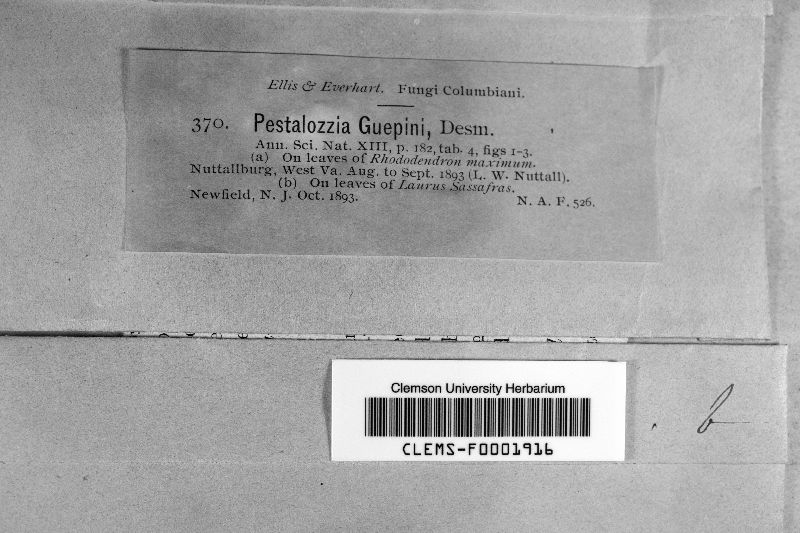 Ellis & Everhart. Fungi Columbiani.
370. Pestalozzia Guepini, Desm.
Ann. Sci. Nat. XIII, p. 182, tab. 4, figs 1-3.
(a) On leaves of Rhododendron maximum.
Nuttallburg, West Va. Aug. to Sept. 1893 (L. W. Nuttall).
(b) On leaves of Laurus Sassafras.
Newfield, N. J. Oct. 1893. N. A. F. 526.
Clemson University Herbarium
CLEMS-F0001916
b